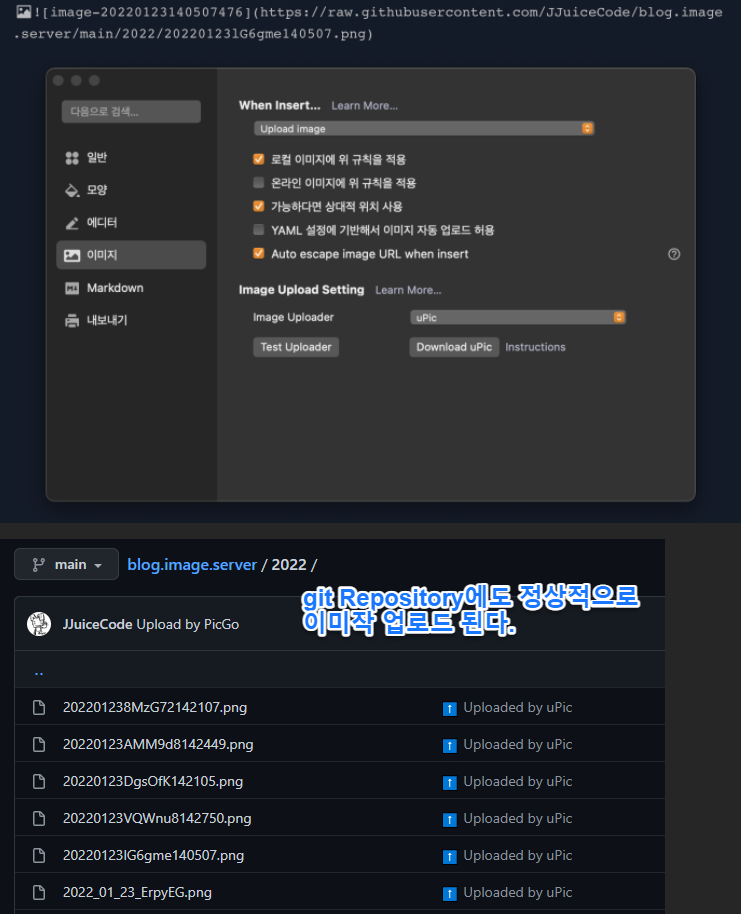 ![image-20220123140507476](https://raw.githubusercontent.com/JJuiceCode/blog.image
.server/main/2022/20220123lG6gme140507.png)
다음으로 검색...
일반
모양
에디터
이미지
Markdown
내보내기
When Insert... Learn More...
Upload image
로컬 이미지에 위 규칙을 적용
온라인 이미지에 위 규칙을 적용
가능하다면 상대적 위치 사용
YAML 설정에 기반해서 이미지 자동 업로드 허용
Auto escape image URL when insert
Image Upload Setting Learn More...
Image Uploader uPic
Test Uploader Download uPic Instructions
main blog.image.server / 2022 /
git Repository에도 정상적으로
이미작 업로드 된다.
JJuiceCode Upload by PicGo
..
202201238MzG72142107.png Uploaded by uPic
20220123AMM9d8142449.png Uploaded by uPic
20220123DgsOfK142105.png Uploaded by uPic
20220123VQWnu8142750.png Uploaded by uPic
20220123lG6gme140507.png Uploaded by uPic
2022_01_23_ErpyEG.png Uploaded by uPic